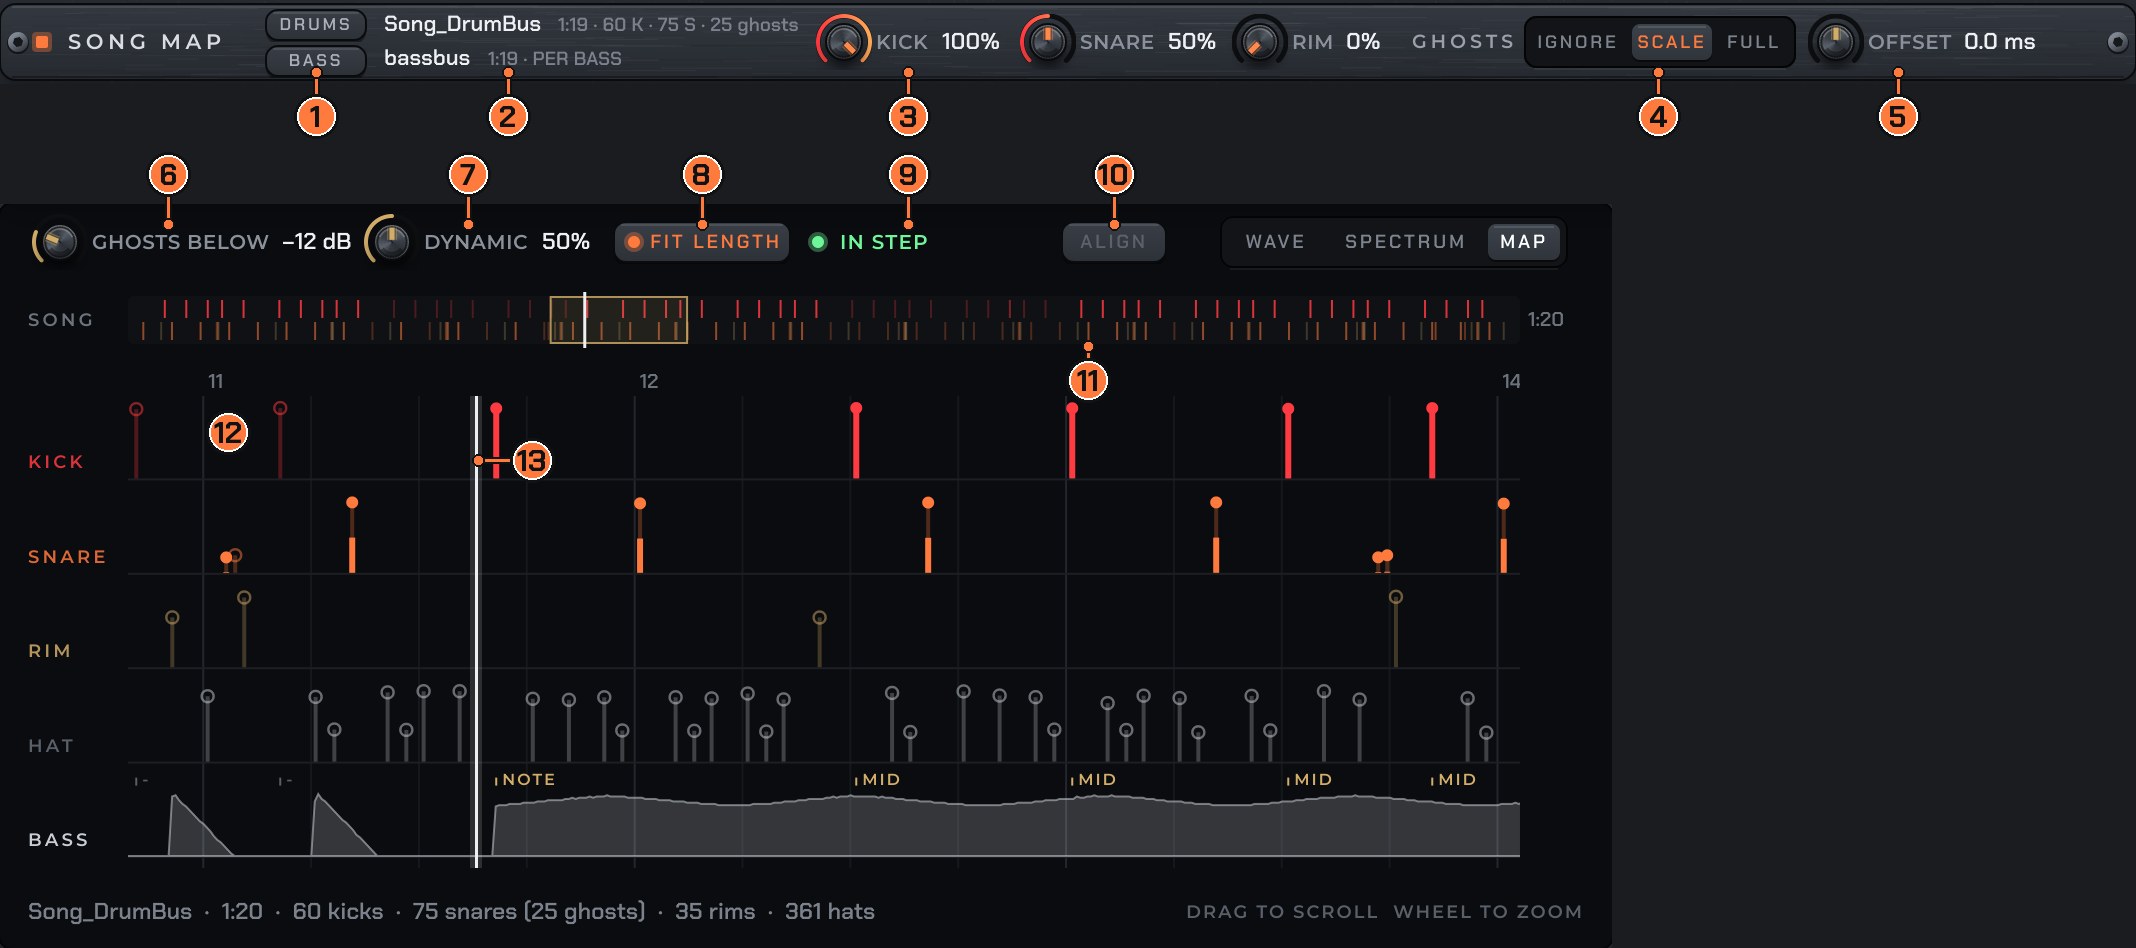 SONG MAP
DRUMS Song_DrumBus 1:19 · 60 K · 75 S · 25 ghosts
BASS bassbus 1:19 · PER BASS
KICK 100% SNARE 50% RIM 0% GHOSTS IGNORE SCALE FULL OFFSET 0.0 ms
1 2 3 4 5
6 7 8 9 10
GHOSTS BELOW −12 dB DYNAMIC 50% FIT LENGTH IN STEP ALIGN WAVE SPECTRUM MAP
SONG 1:20
11 12 11 14
12
KICK 13
SNARE
RIM
HAT
- - NOTE MID MID MID MID
BASS
Song_DrumBus · 1:20 · 60 kicks · 75 snares (25 ghosts) · 35 rims · 361 hats DRAG TO SCROLL WHEEL TO ZOOM